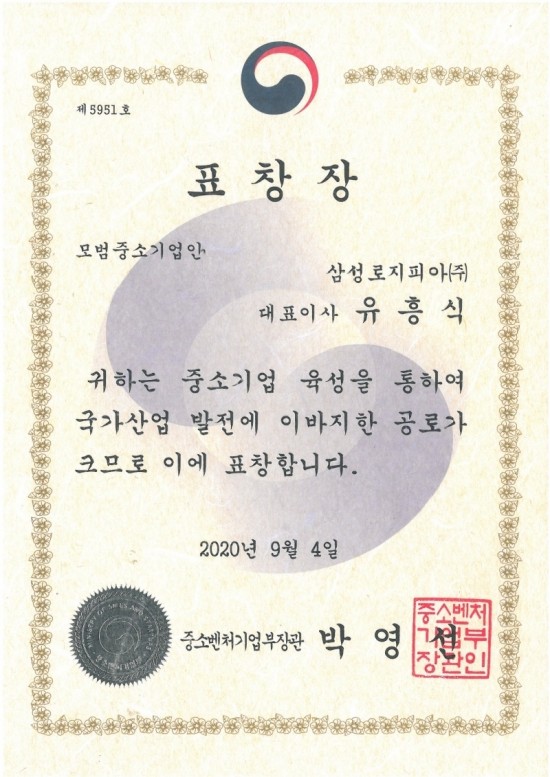 제 5951 호
표 창 장
모범중소기업인
삼성로지피아(주)
대표이사 유 흥 식
귀하는 중소기업 육성을 통하여
국가산업 발전에 이바지한 공로가
크므로 이에 표창합니다.
2020년 9월 4일
중소벤처기업부장관 박 영 선
중소벤처
기업부
장관인